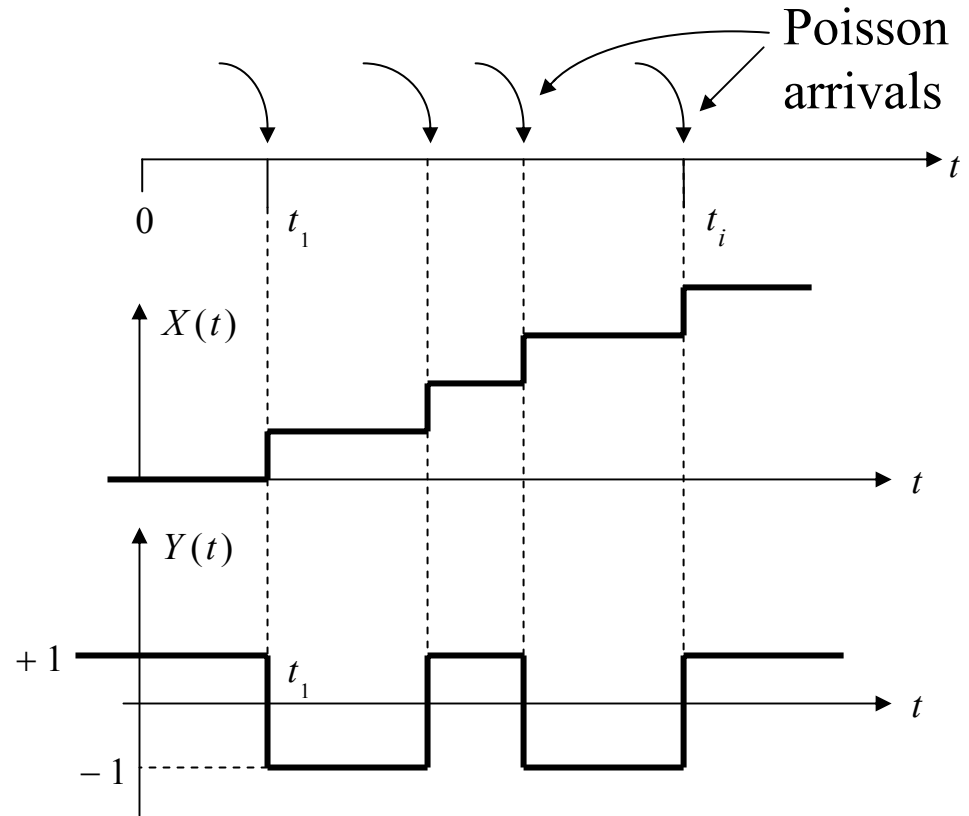 Poisson
arrivals
t
0
t₁
tᵢ
X(t)
t
Y(t)
+1
t₁
t
−1